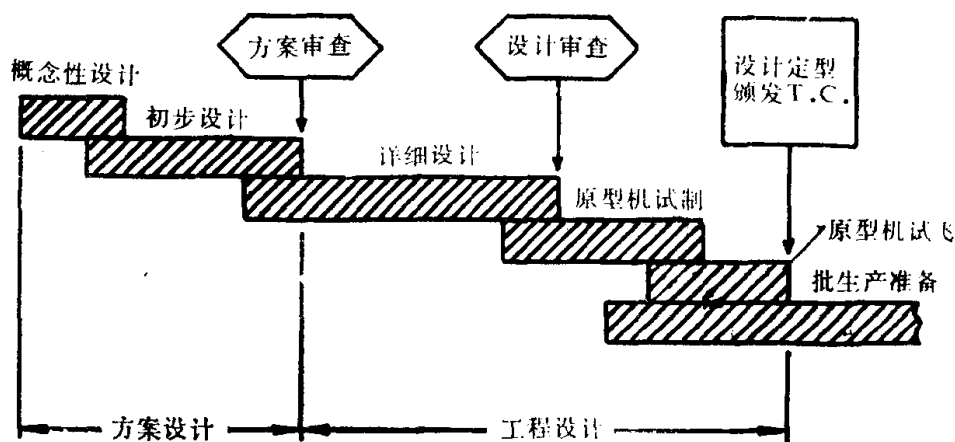 方案审查
设计审查
设计定型
颁发T.C.
概念性设计
初步设计
详细设计
原型机试制
原型机试飞
批生产准备
方案设计
工程设计